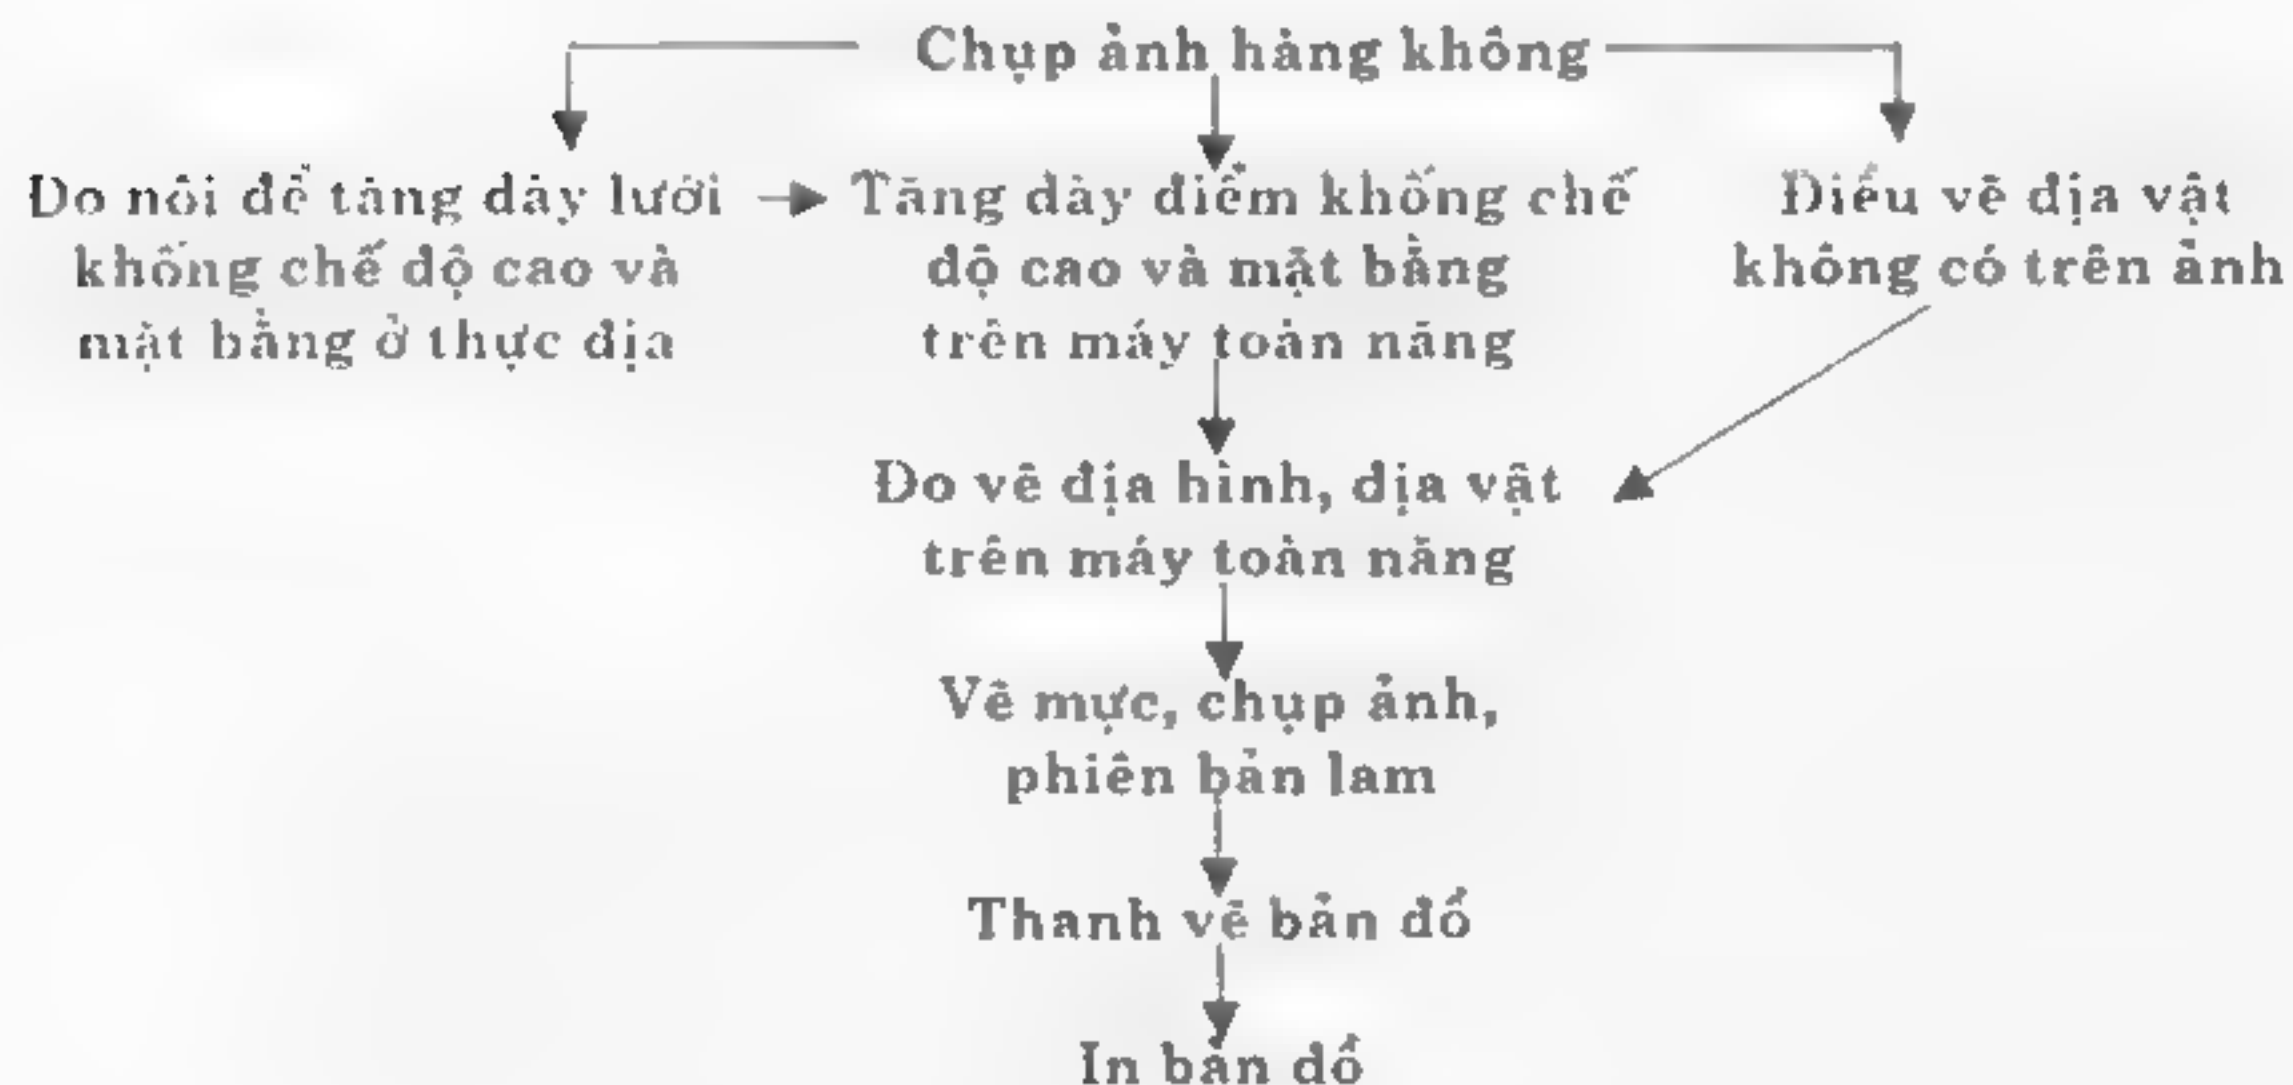 Chụp ảnh hàng không
Đo nối để tăng dày lưới
khống chế độ cao và
mặt bằng ở thực địa
Tăng dày điểm khống chế
độ cao và mặt bằng
trên máy toàn năng
Điều vẽ địa vật
không có trên ảnh
Đo vẽ địa hình, địa vật
trên máy toàn năng
Vẽ mực, chụp ảnh,
phiên bản lam
Thanh vẽ bản đồ
In bản đồ